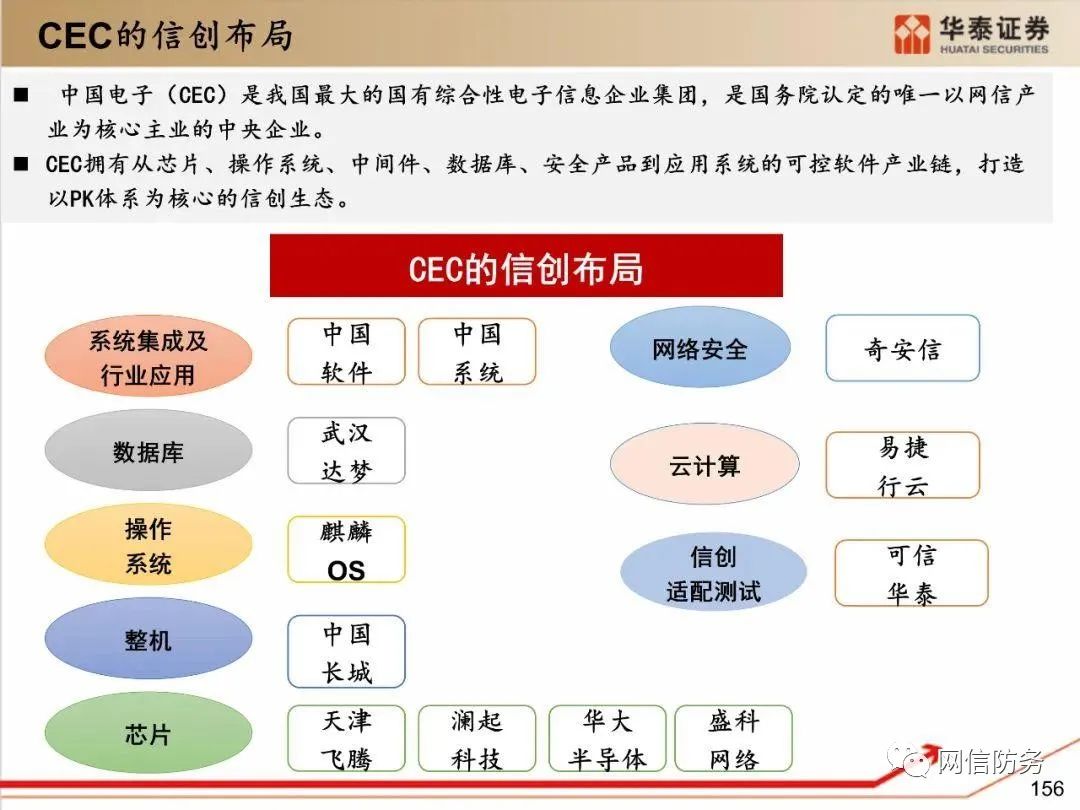 CEC的信创布局
华泰证券
HUATAI SECURITIES
■ 中国电子（CEC）是我国最大的国有综合性电子信息企业集团，是国务院认定的唯一以网信产
业为核心主业的中央企业。
■ CEC拥有从芯片、操作系统、中间件、数据库、安全产品到应用系统的可控软件产业链，打造
以PK体系为核心的信创生态。
CEC的信创布局
系统集成及
行业应用
中国
软件
中国
系统
数据库
武汉
达梦
操作
系统
麒麟
OS
整机
中国
长城
芯片
天津
飞腾
澜起
科技
华大
半导体
盛科
网络
网络安全
奇安信
云计算
易捷
行云
信创
适配测试
可信
华泰
网信防务
156